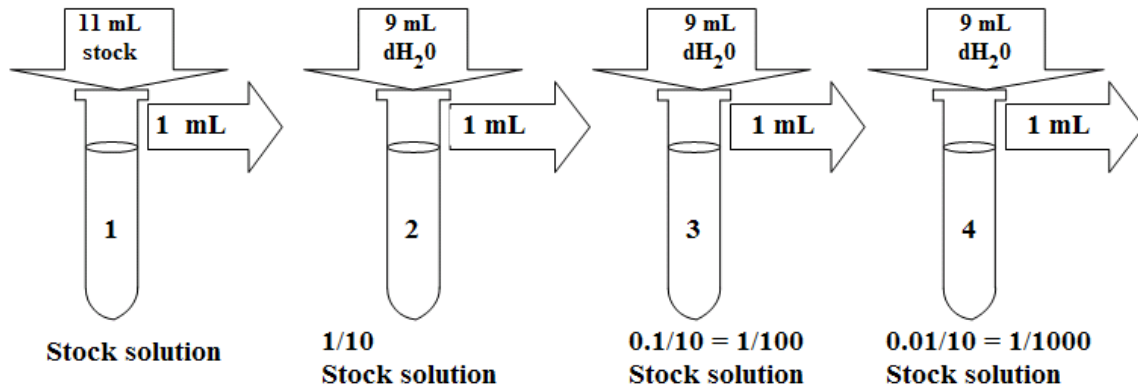 11 mL
stock
1 mL
1
Stock solution
9 mL
dH₂0
1 mL
2
1/10
Stock solution
9 mL
dH₂0
1 mL
3
0.1/10 = 1/100
Stock solution
9 mL
dH₂0
1 mL
4
0.01/10 = 1/1000
Stock solution